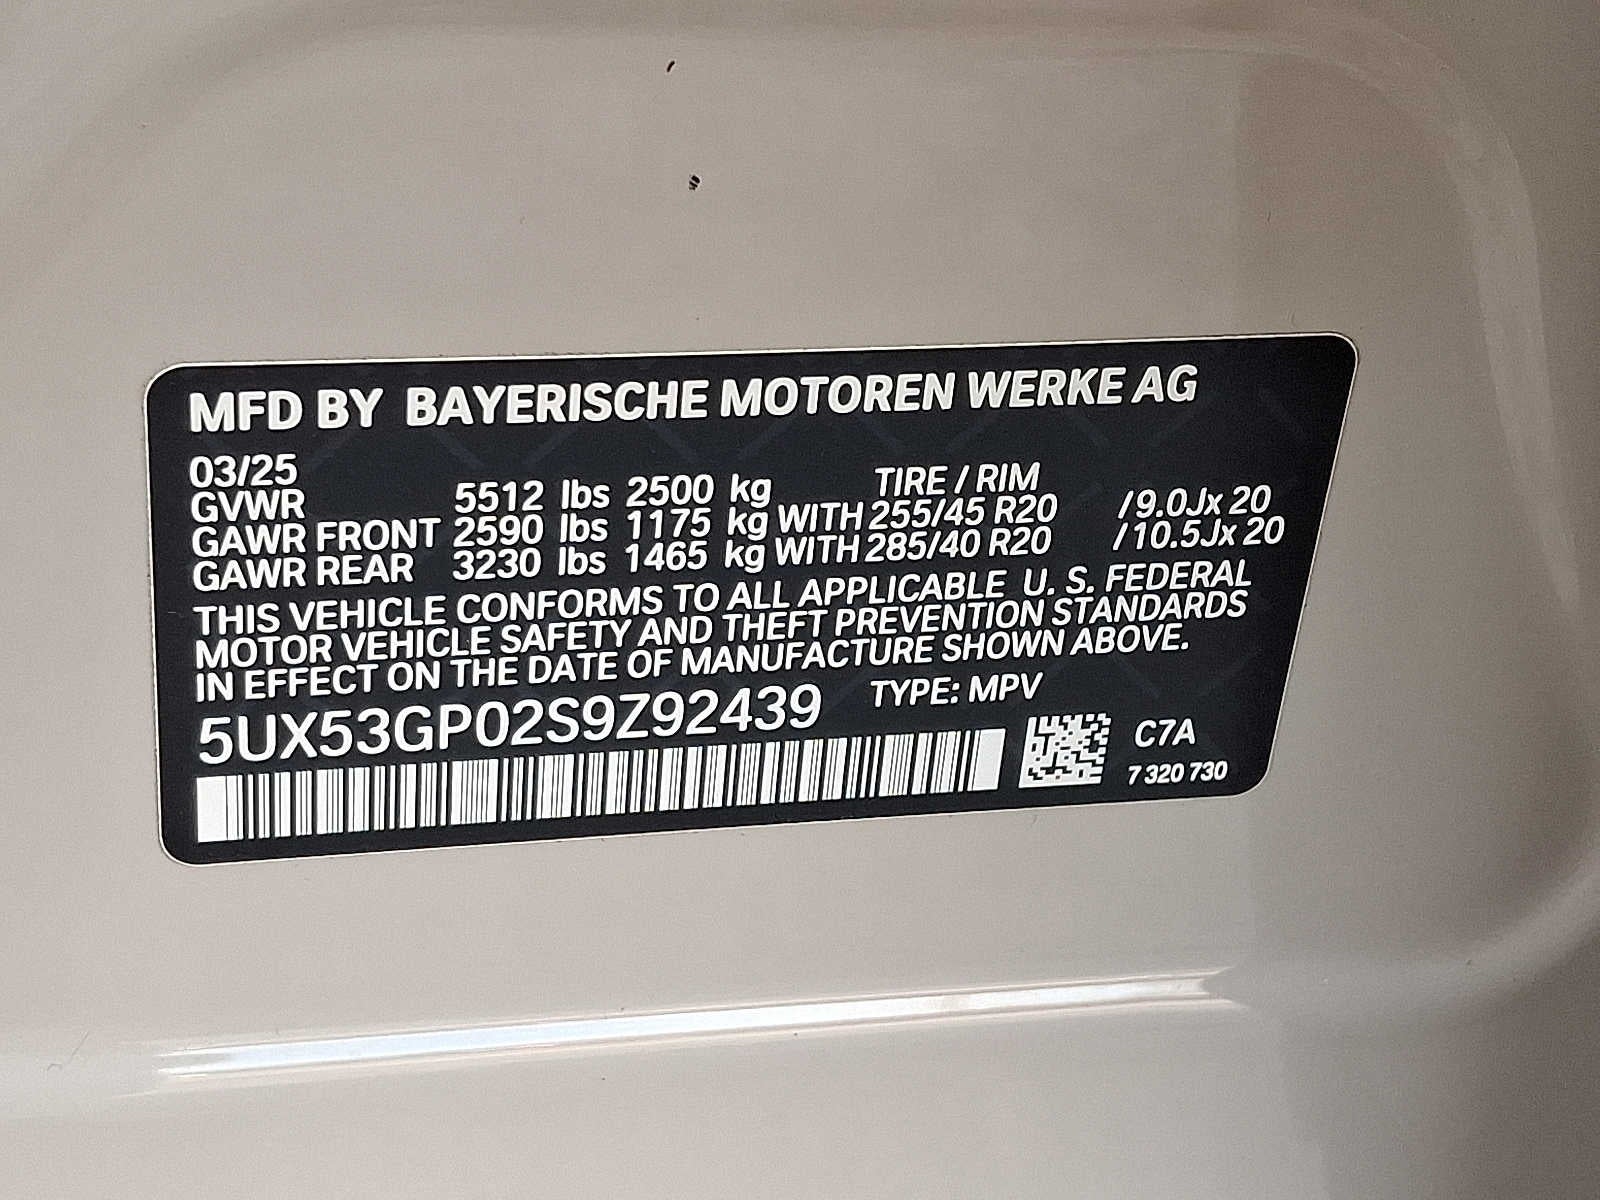 MFD BY BAYERISCHE MOTOREN WERKE AG
03/25
TIRE / RIM
GVWR 5512 lbs 2500 kg
GAWR FRONT 2590 lbs 1175 kg WITH 255/45 R20 /9.0Jx 20
GAWR REAR 3230 lbs 1465 kg WITH 285/40 R20 /10.5Jx 20
THIS VEHICLE CONFORMS TO ALL APPLICABLE U. S. FEDERAL
MOTOR VEHICLE SAFETY AND THEFT PREVENTION STANDARDS
IN EFFECT ON THE DATE OF MANUFACTURE SHOWN ABOVE.
5UX53GP02S9Z92439 TYPE: MPV
C7A
7 320 730